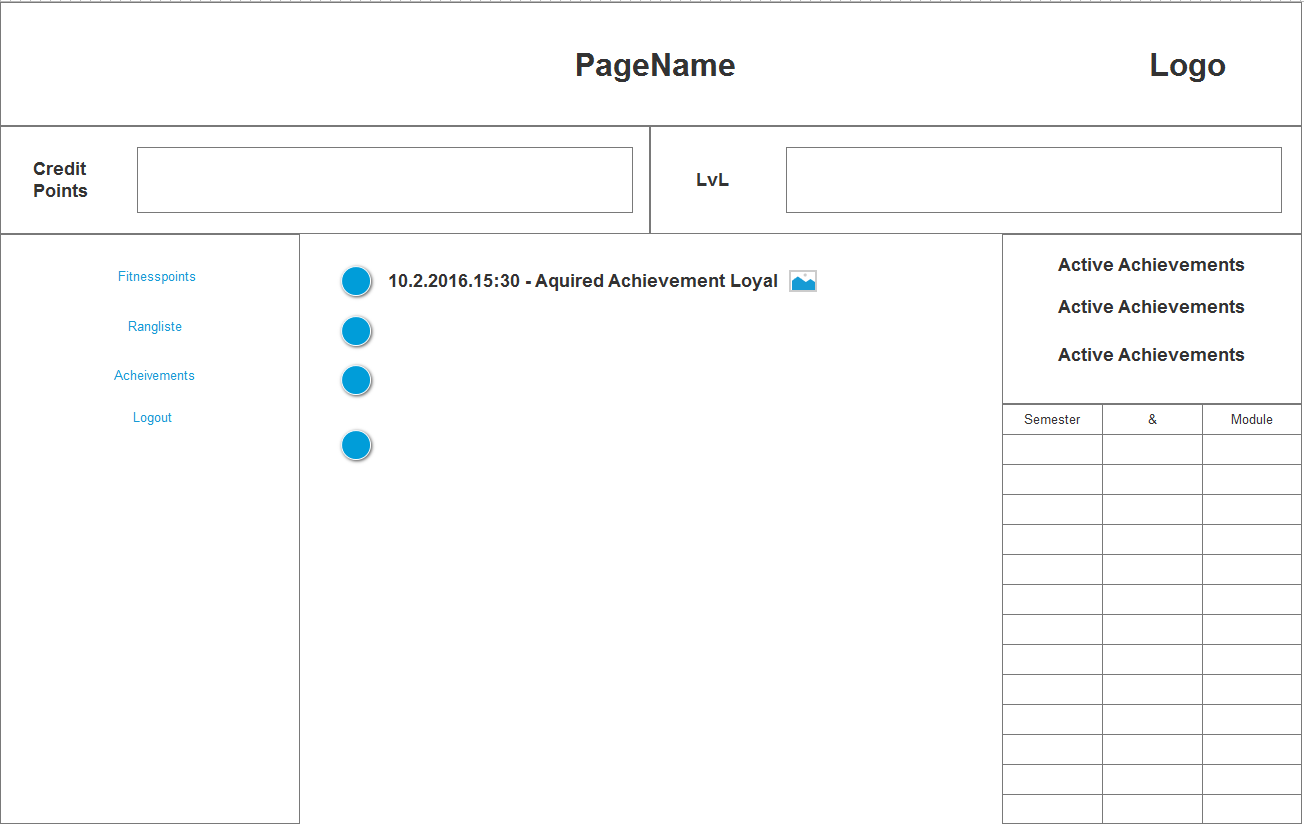 PageName
Logo
Credit
Points
LvL
Fitnesspoints
Rangliste
Acheivements
Logout
10.2.2016.15:30 - Aquired Achievement Loyal
Active Achievements
Active Achievements
Active Achievements
Semester & Module